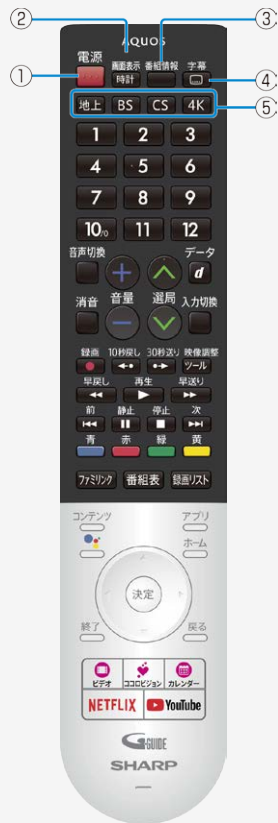 ② ③
AQUOS
電源
① 画面表示 番組情報 字幕
時計 ④
地上 BS CS 4K ⑤
1 2 3
4 5 6
7 8 9
10/0 11 12
音声切換 データ
d
消音 音量 選局 入力切換
録画 10秒戻し 30秒送り 映像調整
ツール
早戻し 再生 早送り
前 静止 停止 次
青 赤 緑 黄
ファミリンク 番組表 録画リスト
コンテンツ アプリ
ホーム
決定
終了 戻る
ビデオ ココロビジョン カレンダー
NETFLIX YouTube
G-GUIDE
SHARP